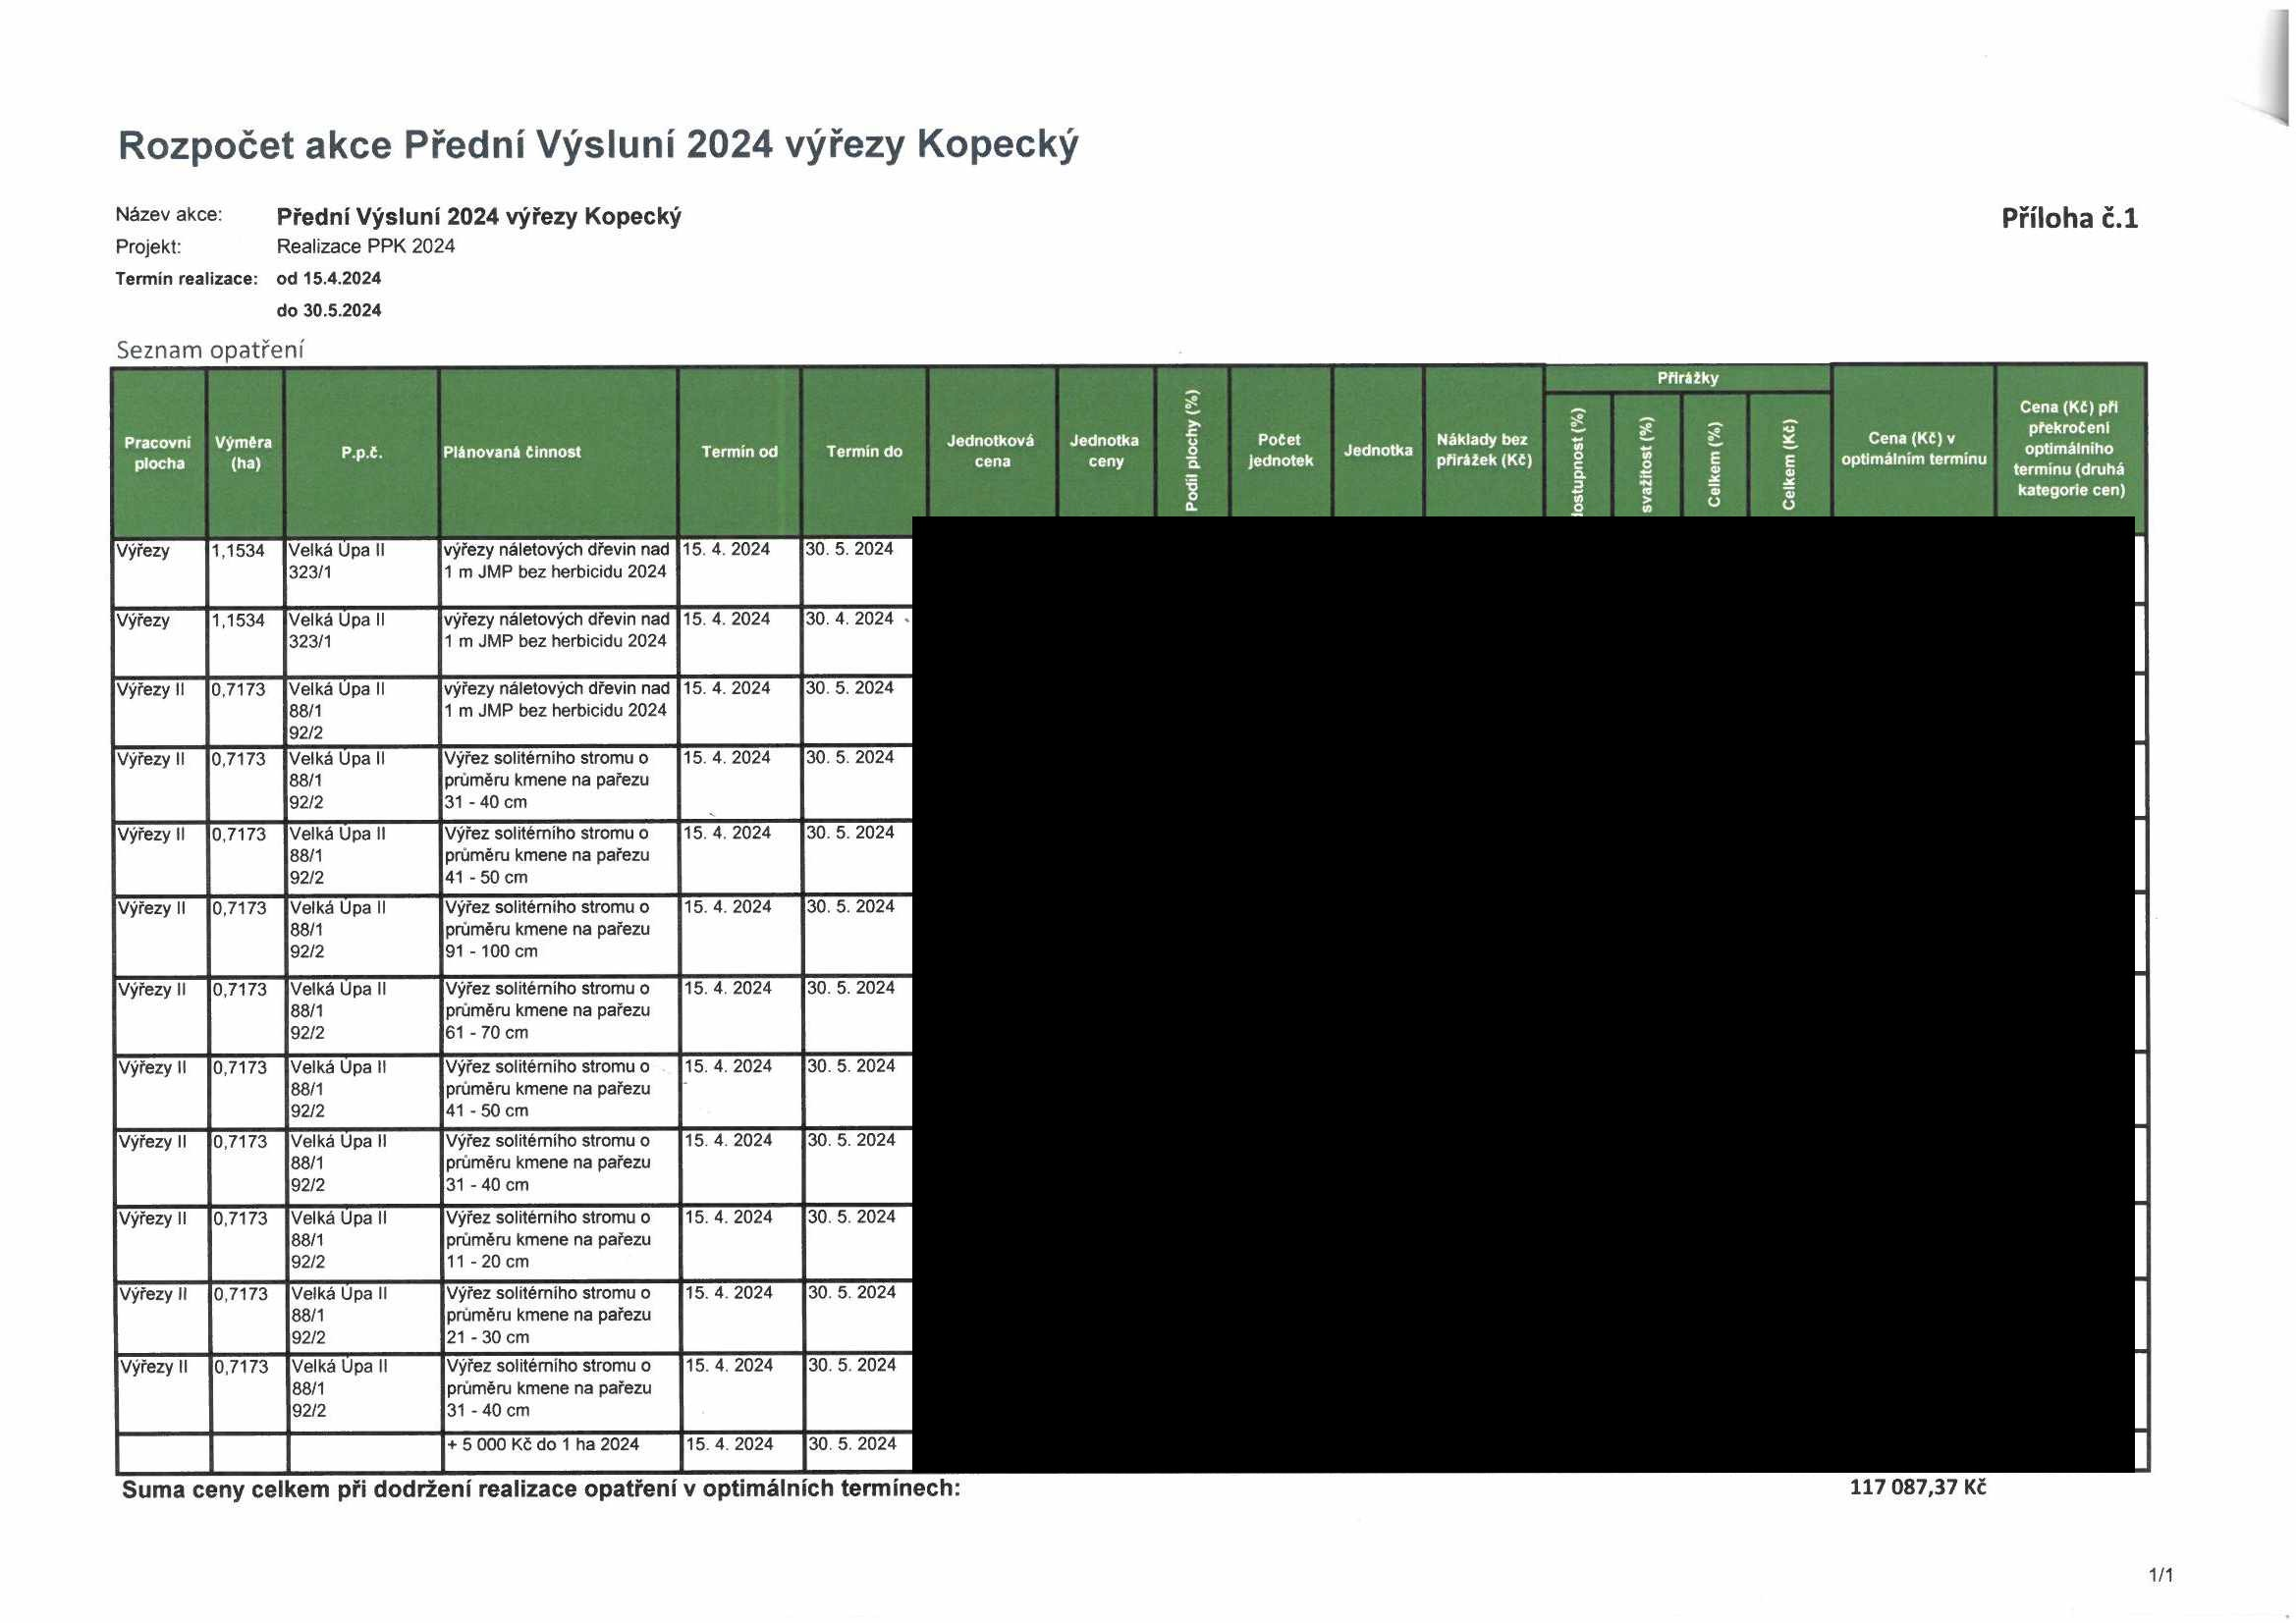 Rozpočet akce Přední Výsluní 2024 výřezy Kopecký
Název akce: Přední Výsluní 2024 výřezy Kopecký
Příloha č.1
Projekt: Realizace PPK 2024
Termín realizace: od 15.4.2024
do 30.5.2024
Seznam opatření
Pracovní plocha
Výměra (ha)
P.p.č.
Plánovaná činnost
Termín od
Termín do
Jednotková cena
Jednotka ceny
Podíl plochy (%)
Počet jednotek
Jednotka
Náklady bez přirážek (Kč)
Přirážky
dostupnost (%)
svažitost (%)
Celkem (%)
Celkem (Kč)
Cena (Kč) v optimálním termínu
Cena (Kč) při překročení optimálního termínu (druhá kategorie cen)
Výřezy 1,1534 Velká Úpa II výřezy náletových dřevin nad 15. 4. 2024 30. 5. 2024
323/1 1 m JMP bez herbicidu 2024
Výřezy 1,1534 Velká Úpa II výřezy náletových dřevin nad 15. 4. 2024 30. 4. 2024
323/1 1 m JMP bez herbicidu 2024
Výřezy II 0,7173 Velká Úpa II výřezy náletových dřevin nad 15. 4. 2024 30. 5. 2024
88/1 1 m JMP bez herbicidu 2024
92/2
Výřezy II 0,7173 Velká Úpa II Výřez solitérního stromu o 15. 4. 2024 30. 5. 2024
88/1 průměru kmene na pařezu
92/2 31 - 40 cm
Výřezy II 0,7173 Velká Úpa II Výřez solitérního stromu o 15. 4. 2024 30. 5. 2024
88/1 průměru kmene na pařezu
92/2 41 - 50 cm
Výřezy II 0,7173 Velká Úpa II Výřez solitérního stromu o 15. 4. 2024 30. 5. 2024
88/1 průměru kmene na pařezu
92/2 91 - 100 cm
Výřezy II 0,7173 Velká Úpa II Výřez solitérního stromu o 15. 4. 2024 30. 5. 2024
88/1 průměru kmene na pařezu
92/2 61 - 70 cm
Výřezy II 0,7173 Velká Úpa II Výřez solitérního stromu o 15. 4. 2024 30. 5. 2024
88/1 průměru kmene na pařezu
92/2 41 - 50 cm
Výřezy II 0,7173 Velká Úpa II Výřez solitérního stromu o 15. 4. 2024 30. 5. 2024
88/1 průměru kmene na pařezu
92/2 31 - 40 cm
Výřezy II 0,7173 Velká Úpa II Výřez solitérního stromu o 15. 4. 2024 30. 5. 2024
88/1 průměru kmene na pařezu
92/2 11 - 20 cm
Výřezy II 0,7173 Velká Úpa II Výřez solitérního stromu o 15. 4. 2024 30. 5. 2024
88/1 průměru kmene na pařezu
92/2 21 - 30 cm
Výřezy II 0,7173 Velká Úpa II Výřez solitérního stromu o 15. 4. 2024 30. 5. 2024
88/1 průměru kmene na pařezu
92/2 31 - 40 cm
+ 5 000 Kč do 1 ha 2024 15. 4. 2024 30. 5. 2024
Suma ceny celkem při dodržení realizace opatření v optimálních termínech: 117 087,37 Kč
1/1